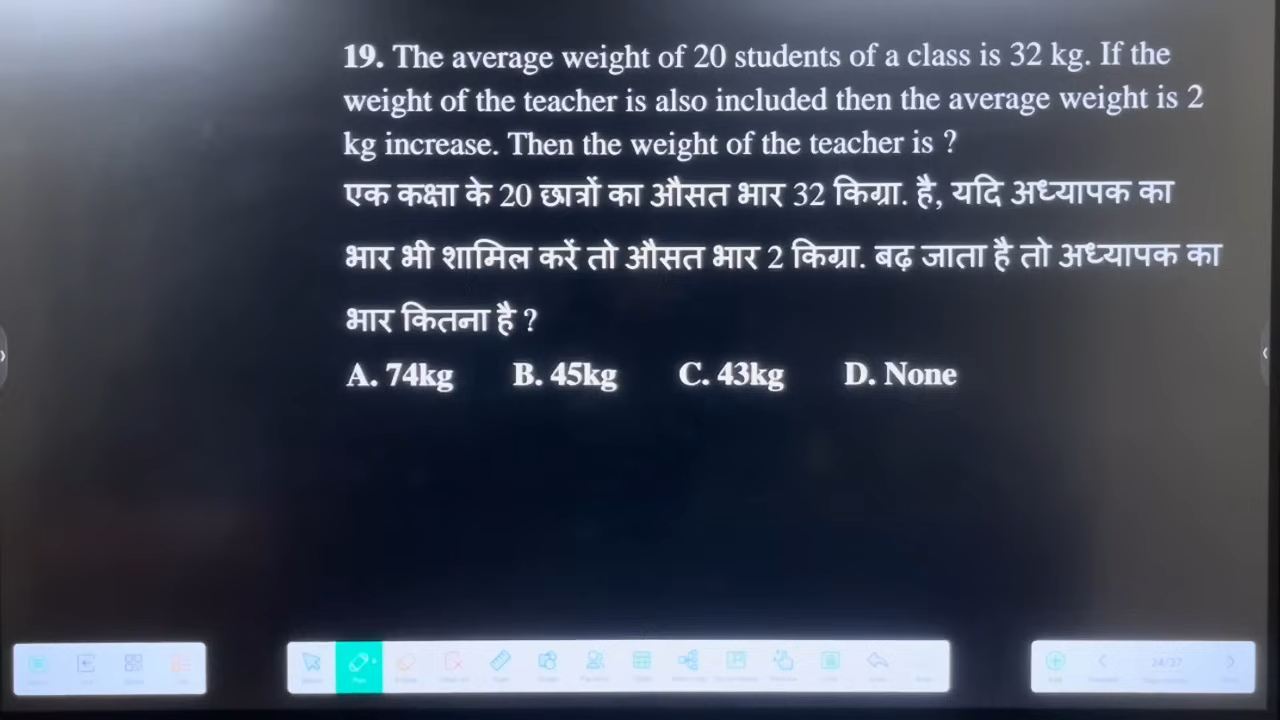 19. The average weight of 20 students of a class is 32 kg. If the
weight of the teacher is also included then the average weight is 2
kg increase. Then the weight of the teacher is ?
एक कक्षा के 20 छात्रों का औसत भार 32 किग्रा. है, यदि अध्यापक का
भार भी शामिल करें तो औसत भार 2 किग्रा. बढ़ जाता है तो अध्यापक का
भार कितना है ?
A. 74kg B. 45kg C. 43kg D. None
24/37